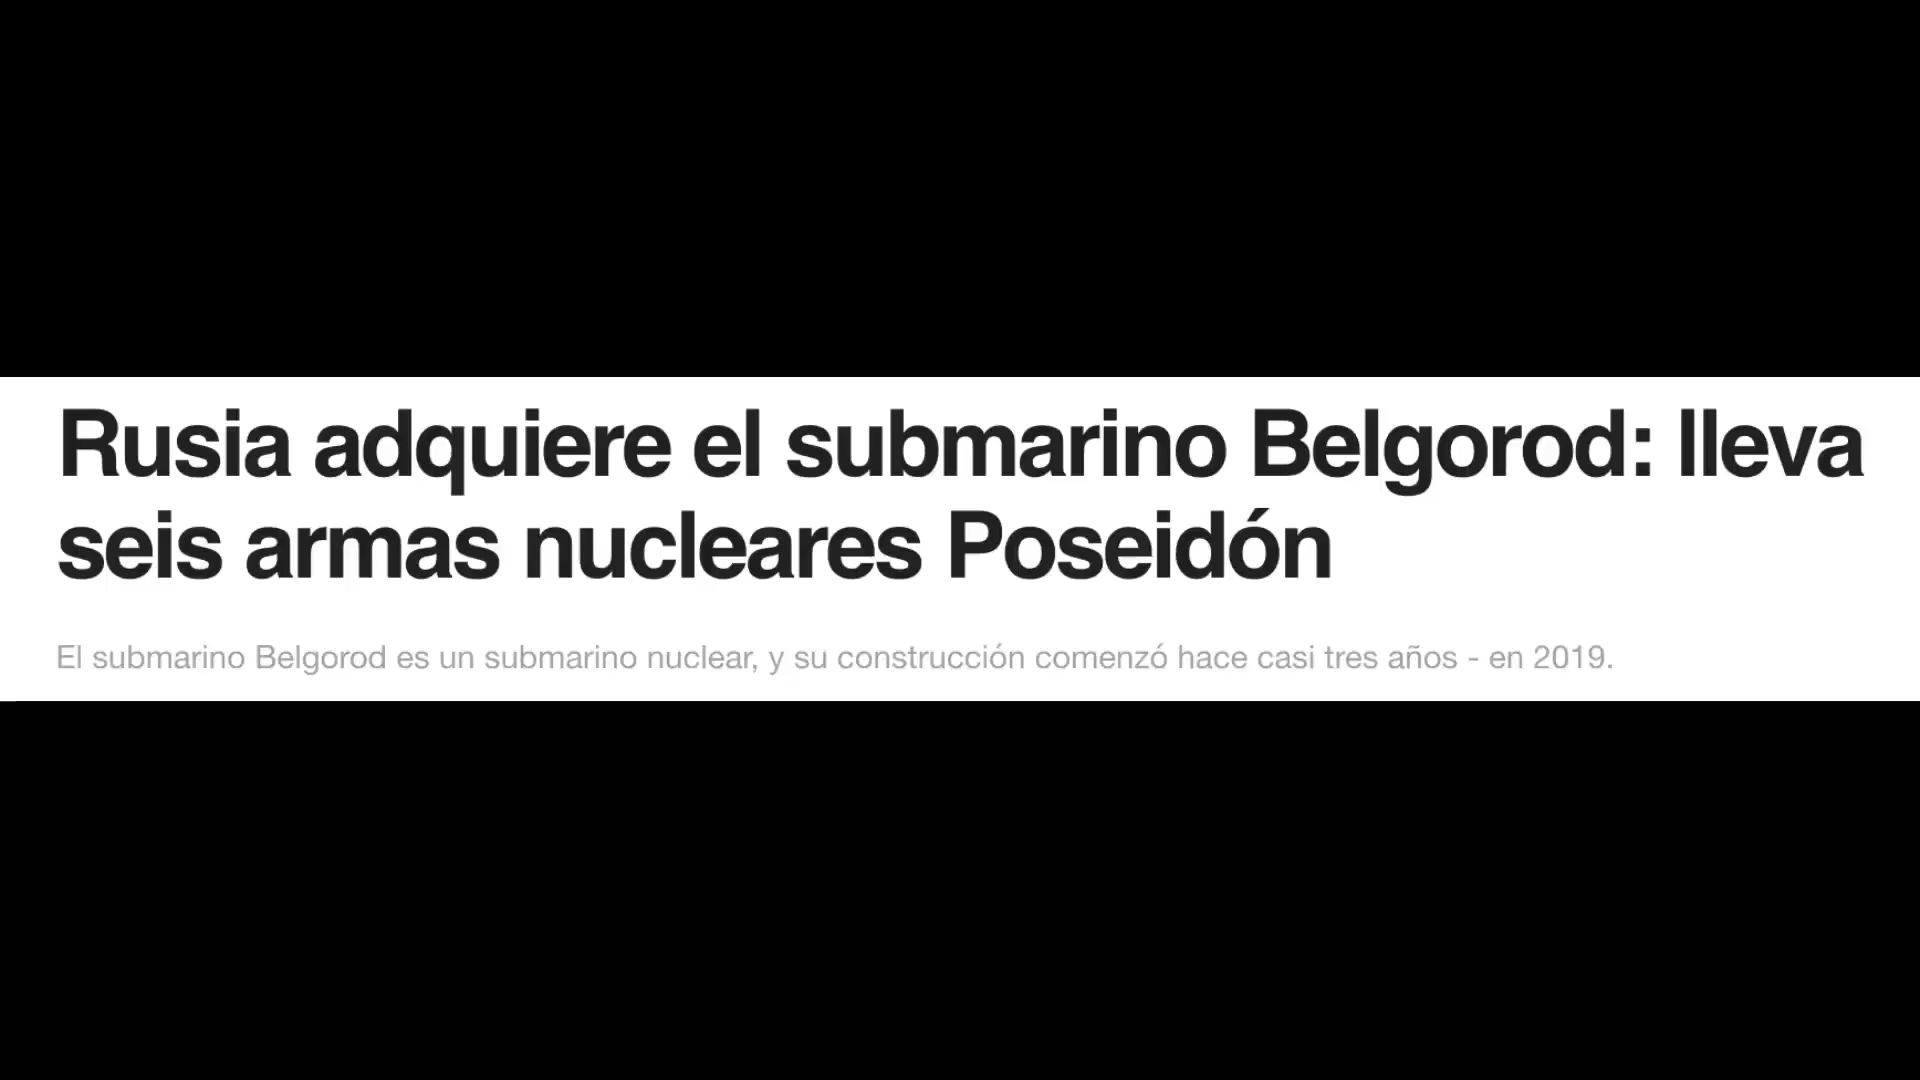 Rusia adquiere el submarino Belgorod: lleva
seis armas nucleares Poseidón
El submarino Belgorod es un submarino nuclear, y su construcción comenzó hace casi tres años - en 2019.